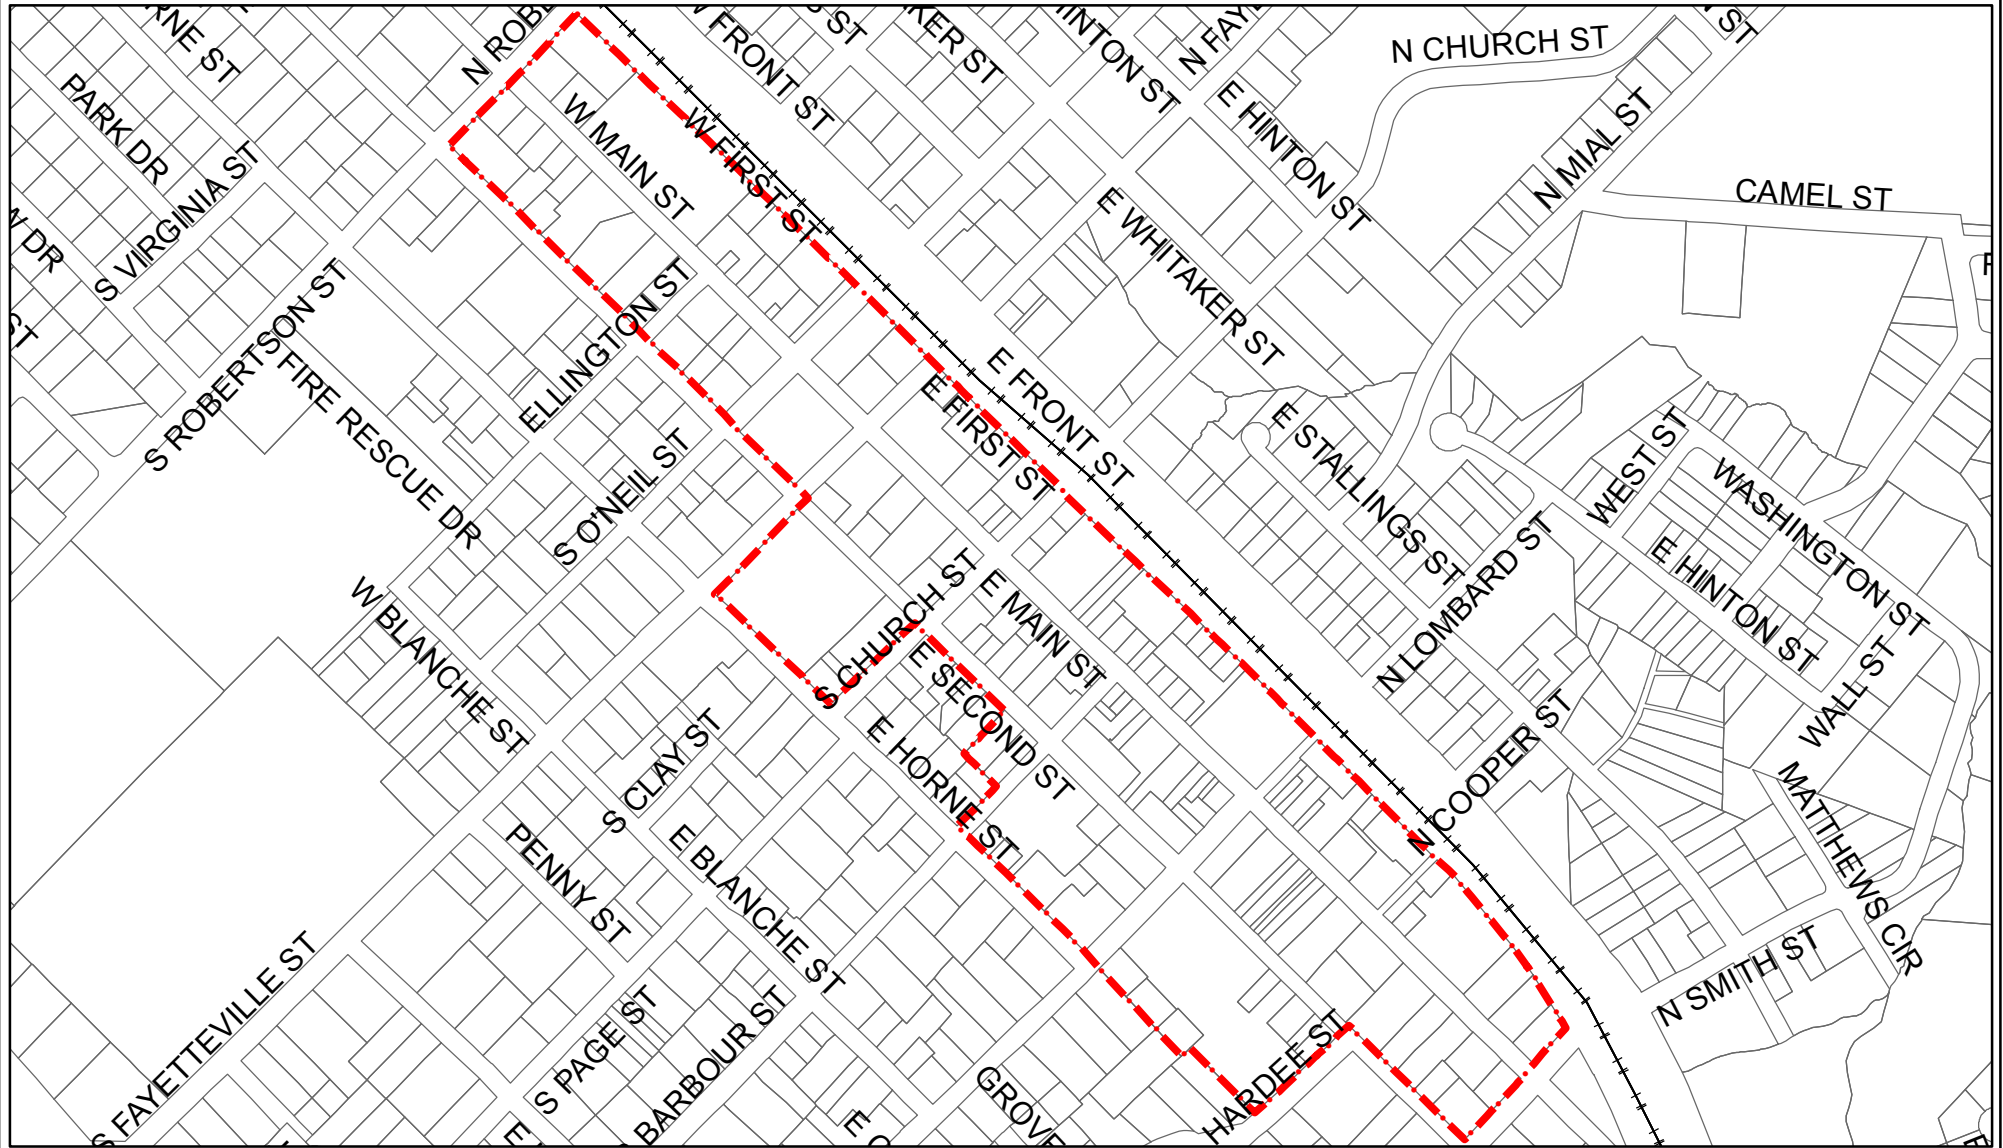 N CHURCH ST
PARK DR
W FRONT ST
W MAIN ST
W FIRST ST
E HINTON ST
N MIAL ST
CAMEL ST
S VIRGINIA ST
E WHITAKER ST
S ROBERTSON ST
ELLINGTON ST
FIRE RESCUE DR
E FRONT ST
E FIRST ST
E STALLINGS ST
WEST ST
WASHINGTON ST
S O'NEIL ST
N LOMBARD ST
E HINTON ST
W BLANCHE ST
S CHURCH ST
E MAIN ST
E SECOND ST
WALL ST
N COOPER ST
E HORNE ST
S CLAY ST
MATTHEWS CIR
PENNY ST
E BLANCHE ST
S FAYETTEVILLE ST
N SMITH ST
S PAGE ST
BARBOUR ST
HARDEE ST
GROVE